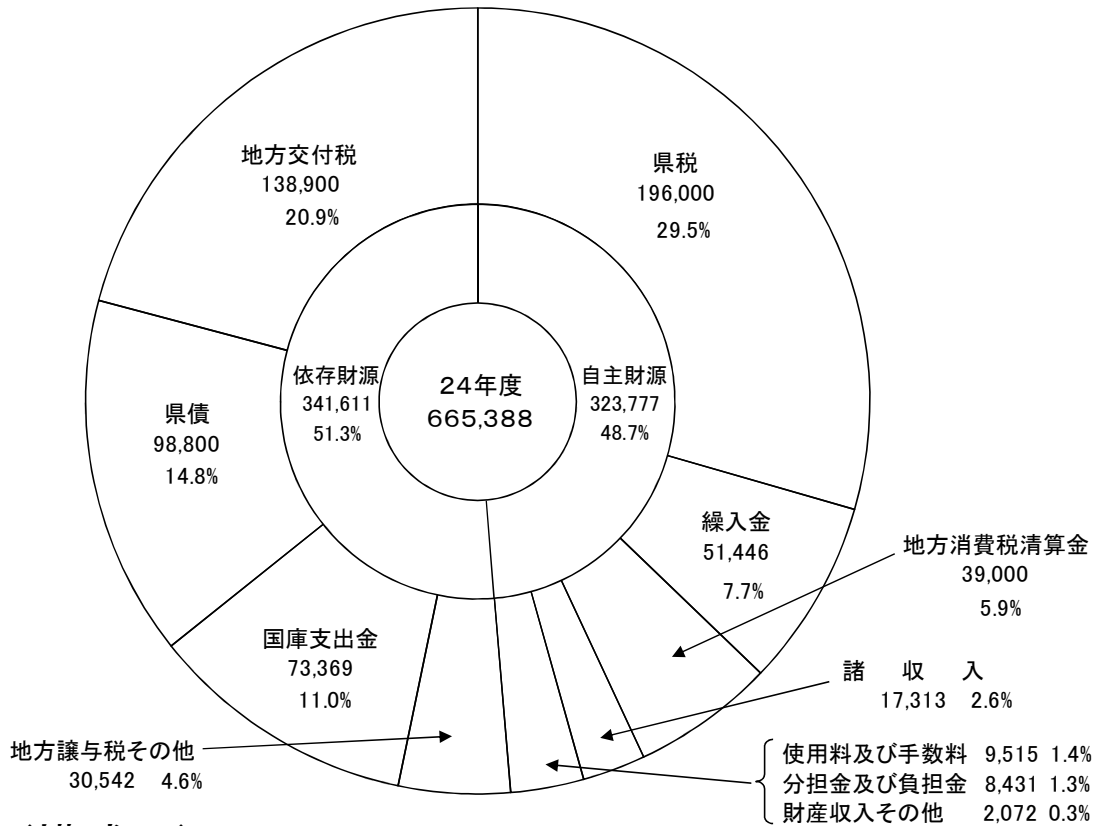 地方交付税
138,900
20.9%
県税
196,000
29.5%
依存財源
341,611
51.3%
24年度
665,388
自主財源
323,777
48.7%
県債
98,800
14.8%
繰入金
51,446
7.7%
地方消費税清算金
39,000
5.9%
国庫支出金
73,369
11.0%
諸 収 入
17,313 2.6%
地方譲与税その他
30,542 4.6%
使用料及び手数料 9,515 1.4%
分担金及び負担金 8,431 1.3%
財産収入その他 2,072 0.3%